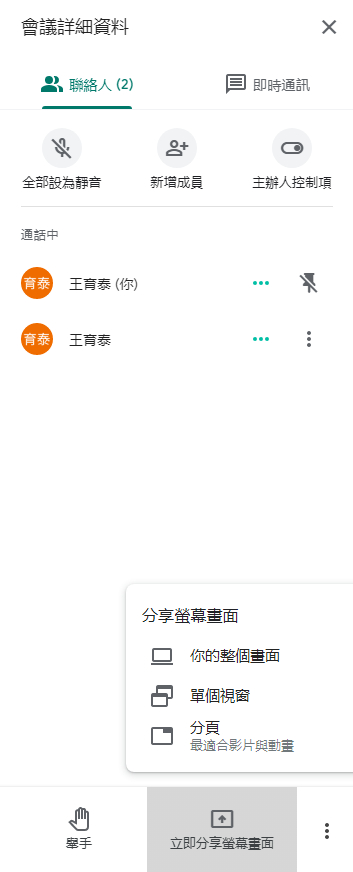 會議詳細資料
聯絡人 (2)
即時通訊
全部設為靜音
新增成員
主辦人控制項
通話中
育泰 王育泰 (你)
育泰 王育泰
分享螢幕畫面
你的整個畫面
單個視窗
分頁
最適合影片與動畫
舉手
立即分享螢幕畫面